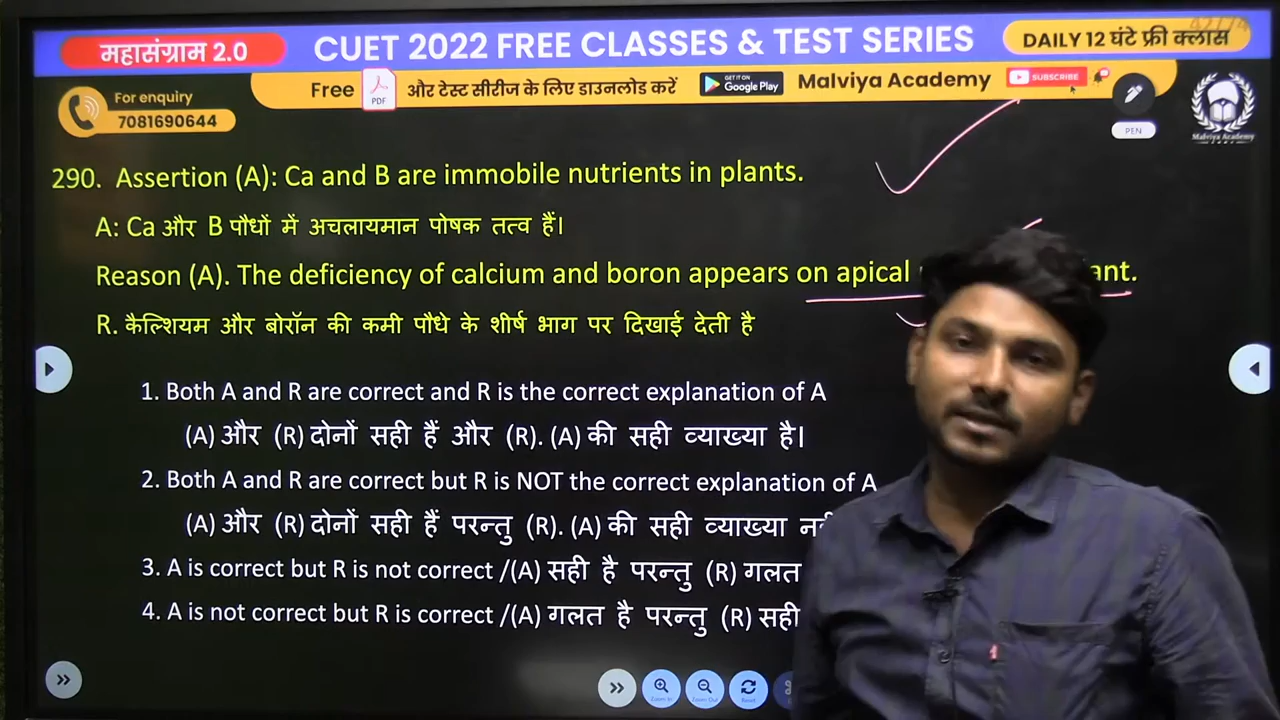 महासंग्राम 2.0
CUET 2022 FREE CLASSES & TEST SERIES
DAILY 12 घंटे फ्री क्लास
Free PDF और टेस्ट सीरीज के लिए डाउनलोड करें GET IT ON Google Play Malviya Academy SUBSCRIBE
For enquiry
7081690644
PEN
Malviya Academy
290. Assertion (A): Ca and B are immobile nutrients in plants.
A: Ca और B पौधों में अचलायमान पोषक तत्व हैं।
Reason (A). The deficiency of calcium and boron appears on apical
R. कैल्शियम और बोरॉन की कमी पौधे के शीर्ष भाग पर दिखाई देती है
1. Both A and R are correct and R is the correct explanation of A
(A) और (R) दोनों सही हैं और (R). (A) की सही व्याख्या है।
2. Both A and R are correct but R is NOT the correct explanation of A
(A) और (R) दोनों सही हैं परन्तु (R). (A) की सही व्याख्या
3. A is correct but R is not correct /(A) सही है परन्तु (R) गलत
4. A is not correct but R is correct /(A) गलत है परन्तु (R) सही
Zoom In Zoom Out Reset